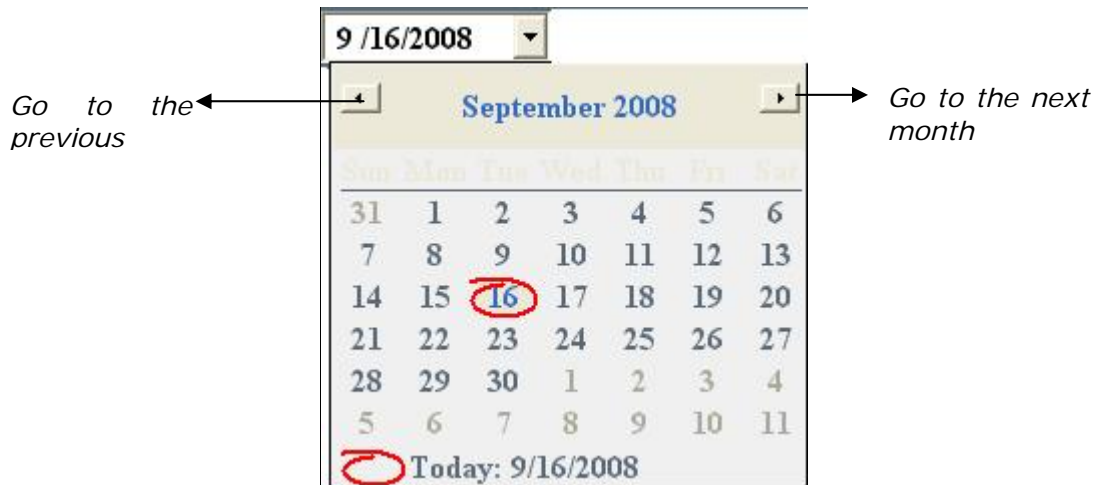 9 /16/2008
September 2008
Go to the
previous
Go to the next
month
Sun Mon Tue Wed Thu Fri Sat
31 1 2 3 4 5 6
7 8 9 10 11 12 13
14 15 16 17 18 19 20
21 22 23 24 25 26 27
28 29 30 1 2 3 4
5 6 7 8 9 10 11
Today: 9/16/2008